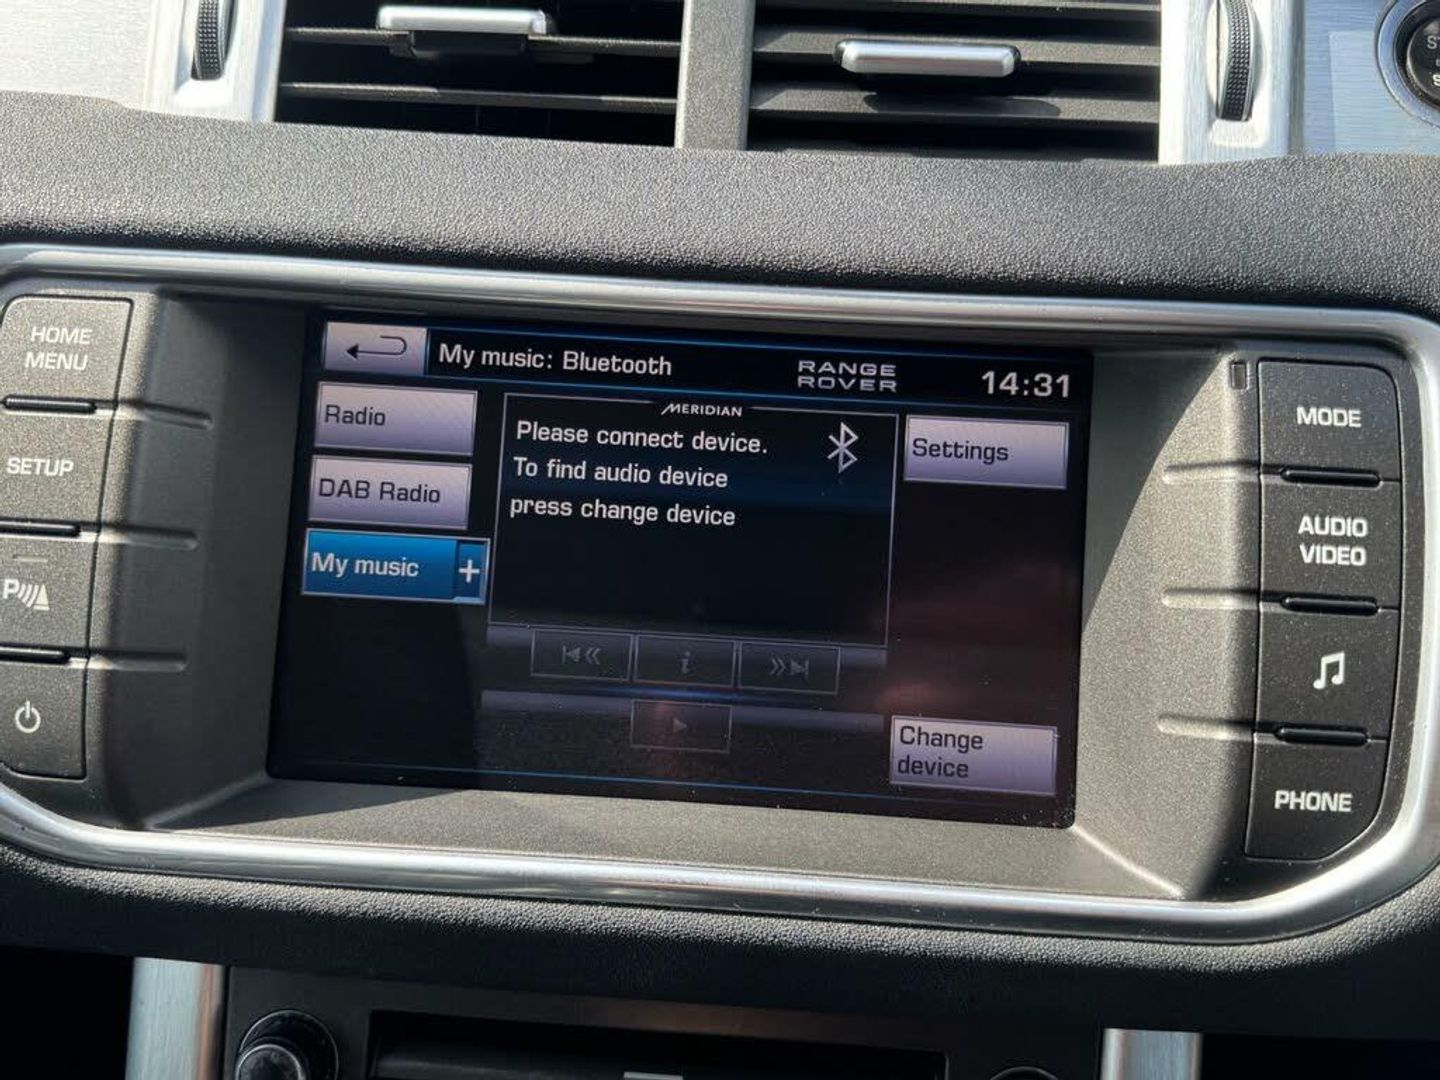 HOME
MENU
SETUP
P
My music: Bluetooth
RANGE
ROVER
14:31
Radio
DAB Radio
My music +
MERIDIAN
Please connect device.
To find audio device
press change device
i
Settings
Change
device
MODE
AUDIO
VIDEO
PHONE